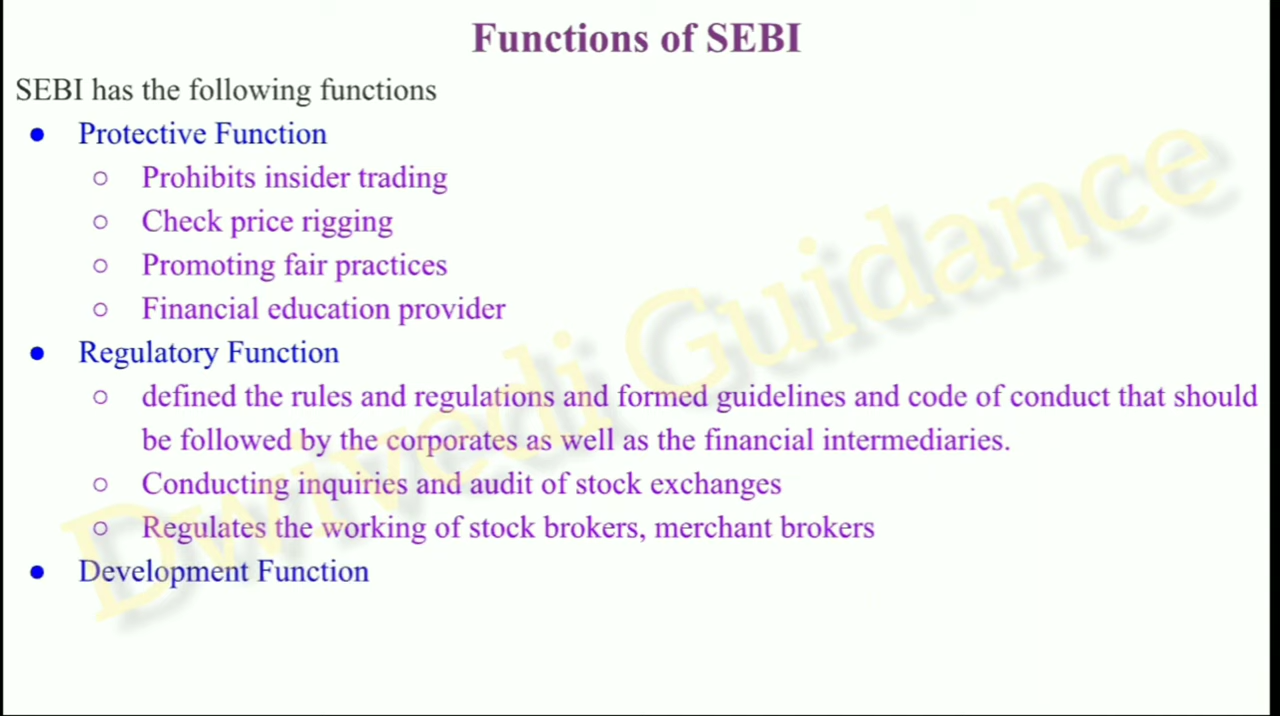 Functions of SEBI
SEBI has the following functions
● Protective Function
○ Prohibits insider trading
○ Check price rigging
○ Promoting fair practices
○ Financial education provider
● Regulatory Function
○ defined the rules and regulations and formed guidelines and code of conduct that should
be followed by the corporates as well as the financial intermediaries.
○ Conducting inquiries and audit of stock exchanges
○ Regulates the working of stock brokers, merchant brokers
● Development Function
Dwivedi Guidance